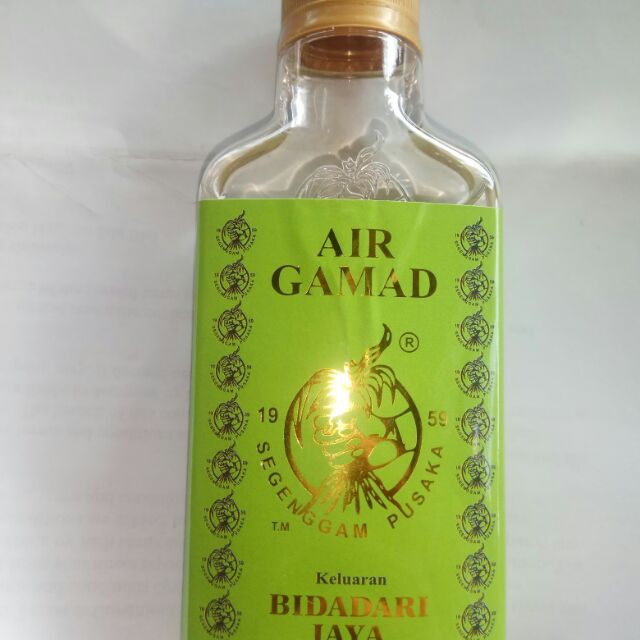 AIR
GAMAD
®
19 59
SEGENGGAM PUSAKA
T.M
Keluaran
BIDADARI
JAYA